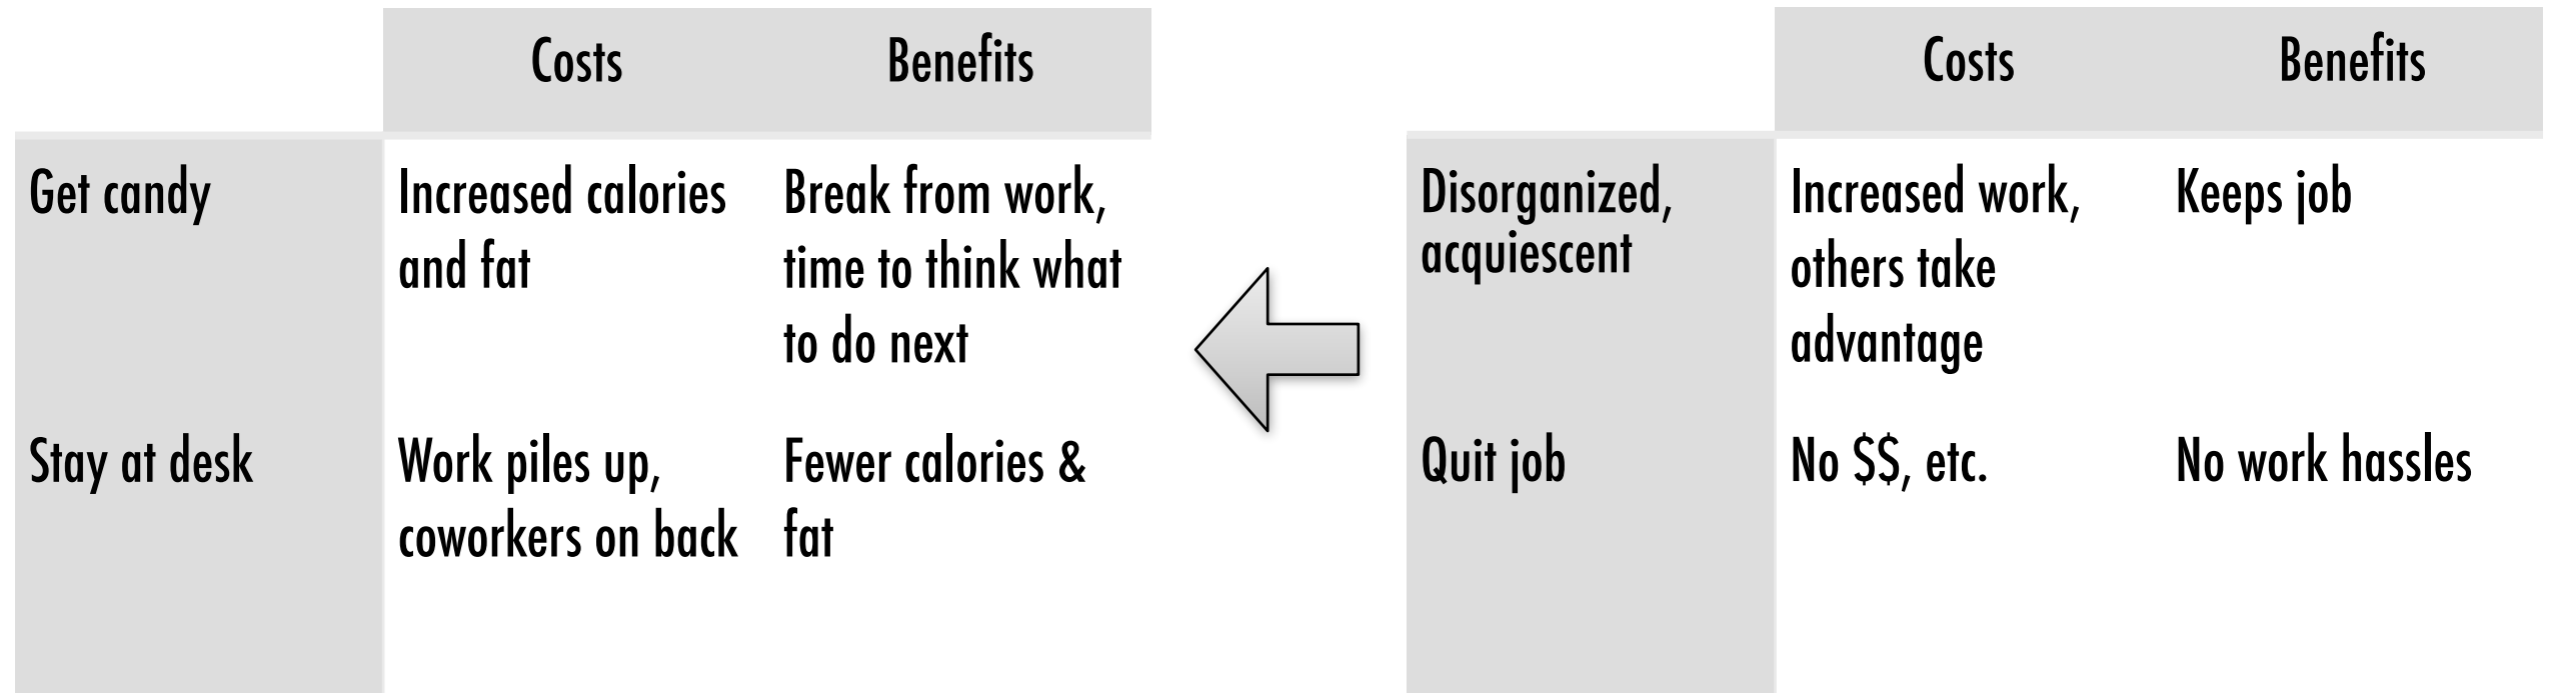 Costs
Benefits
Get candy
Increased calories
and fat
Break from work,
time to think what
to do next
Stay at desk
Work piles up,
coworkers on back
Fewer calories &
fat
Costs
Benefits
Disorganized,
acquiescent
Increased work,
others take
advantage
Keeps job
Quit job
No $$, etc.
No work hassles